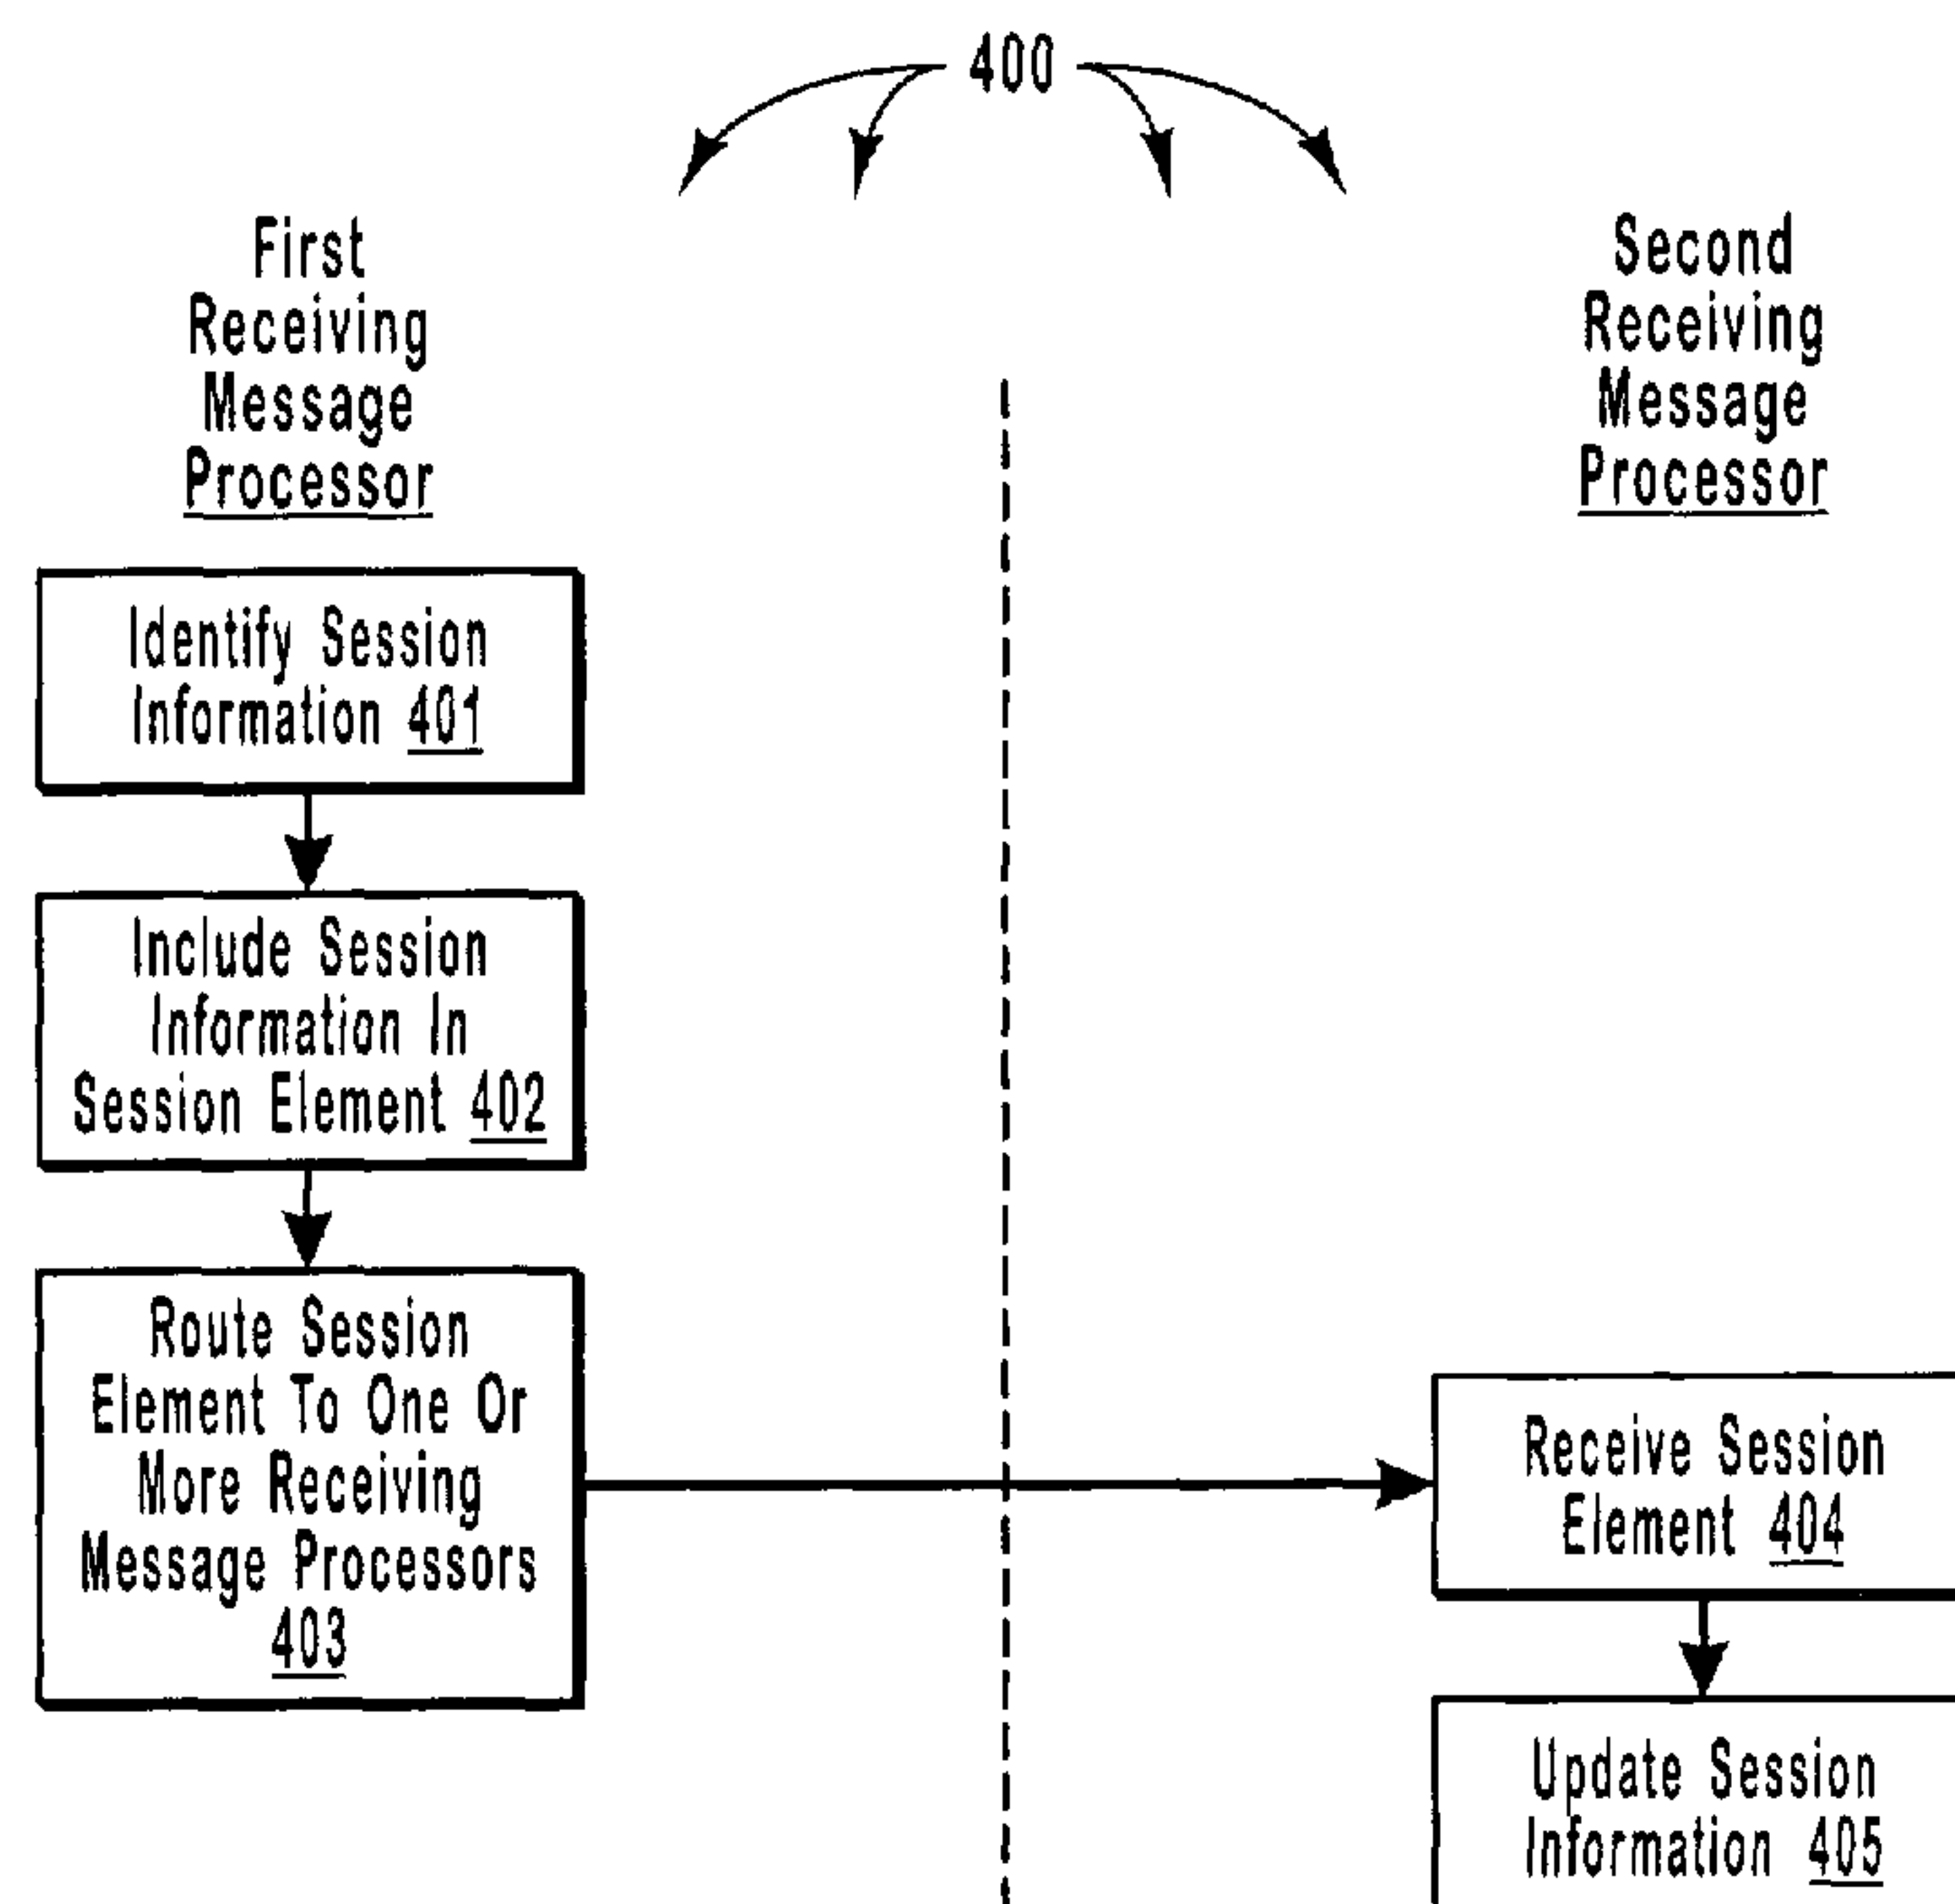 400
First
Receiving
Message
Processor
Second
Receiving
Message
Processor
Identify Session
Information 401
Include Session
Information In
Session Element 402
Route Session
Element To One Or
More Receiving
Message Processors
403
Receive Session
Element 404
Update Session
Information 405